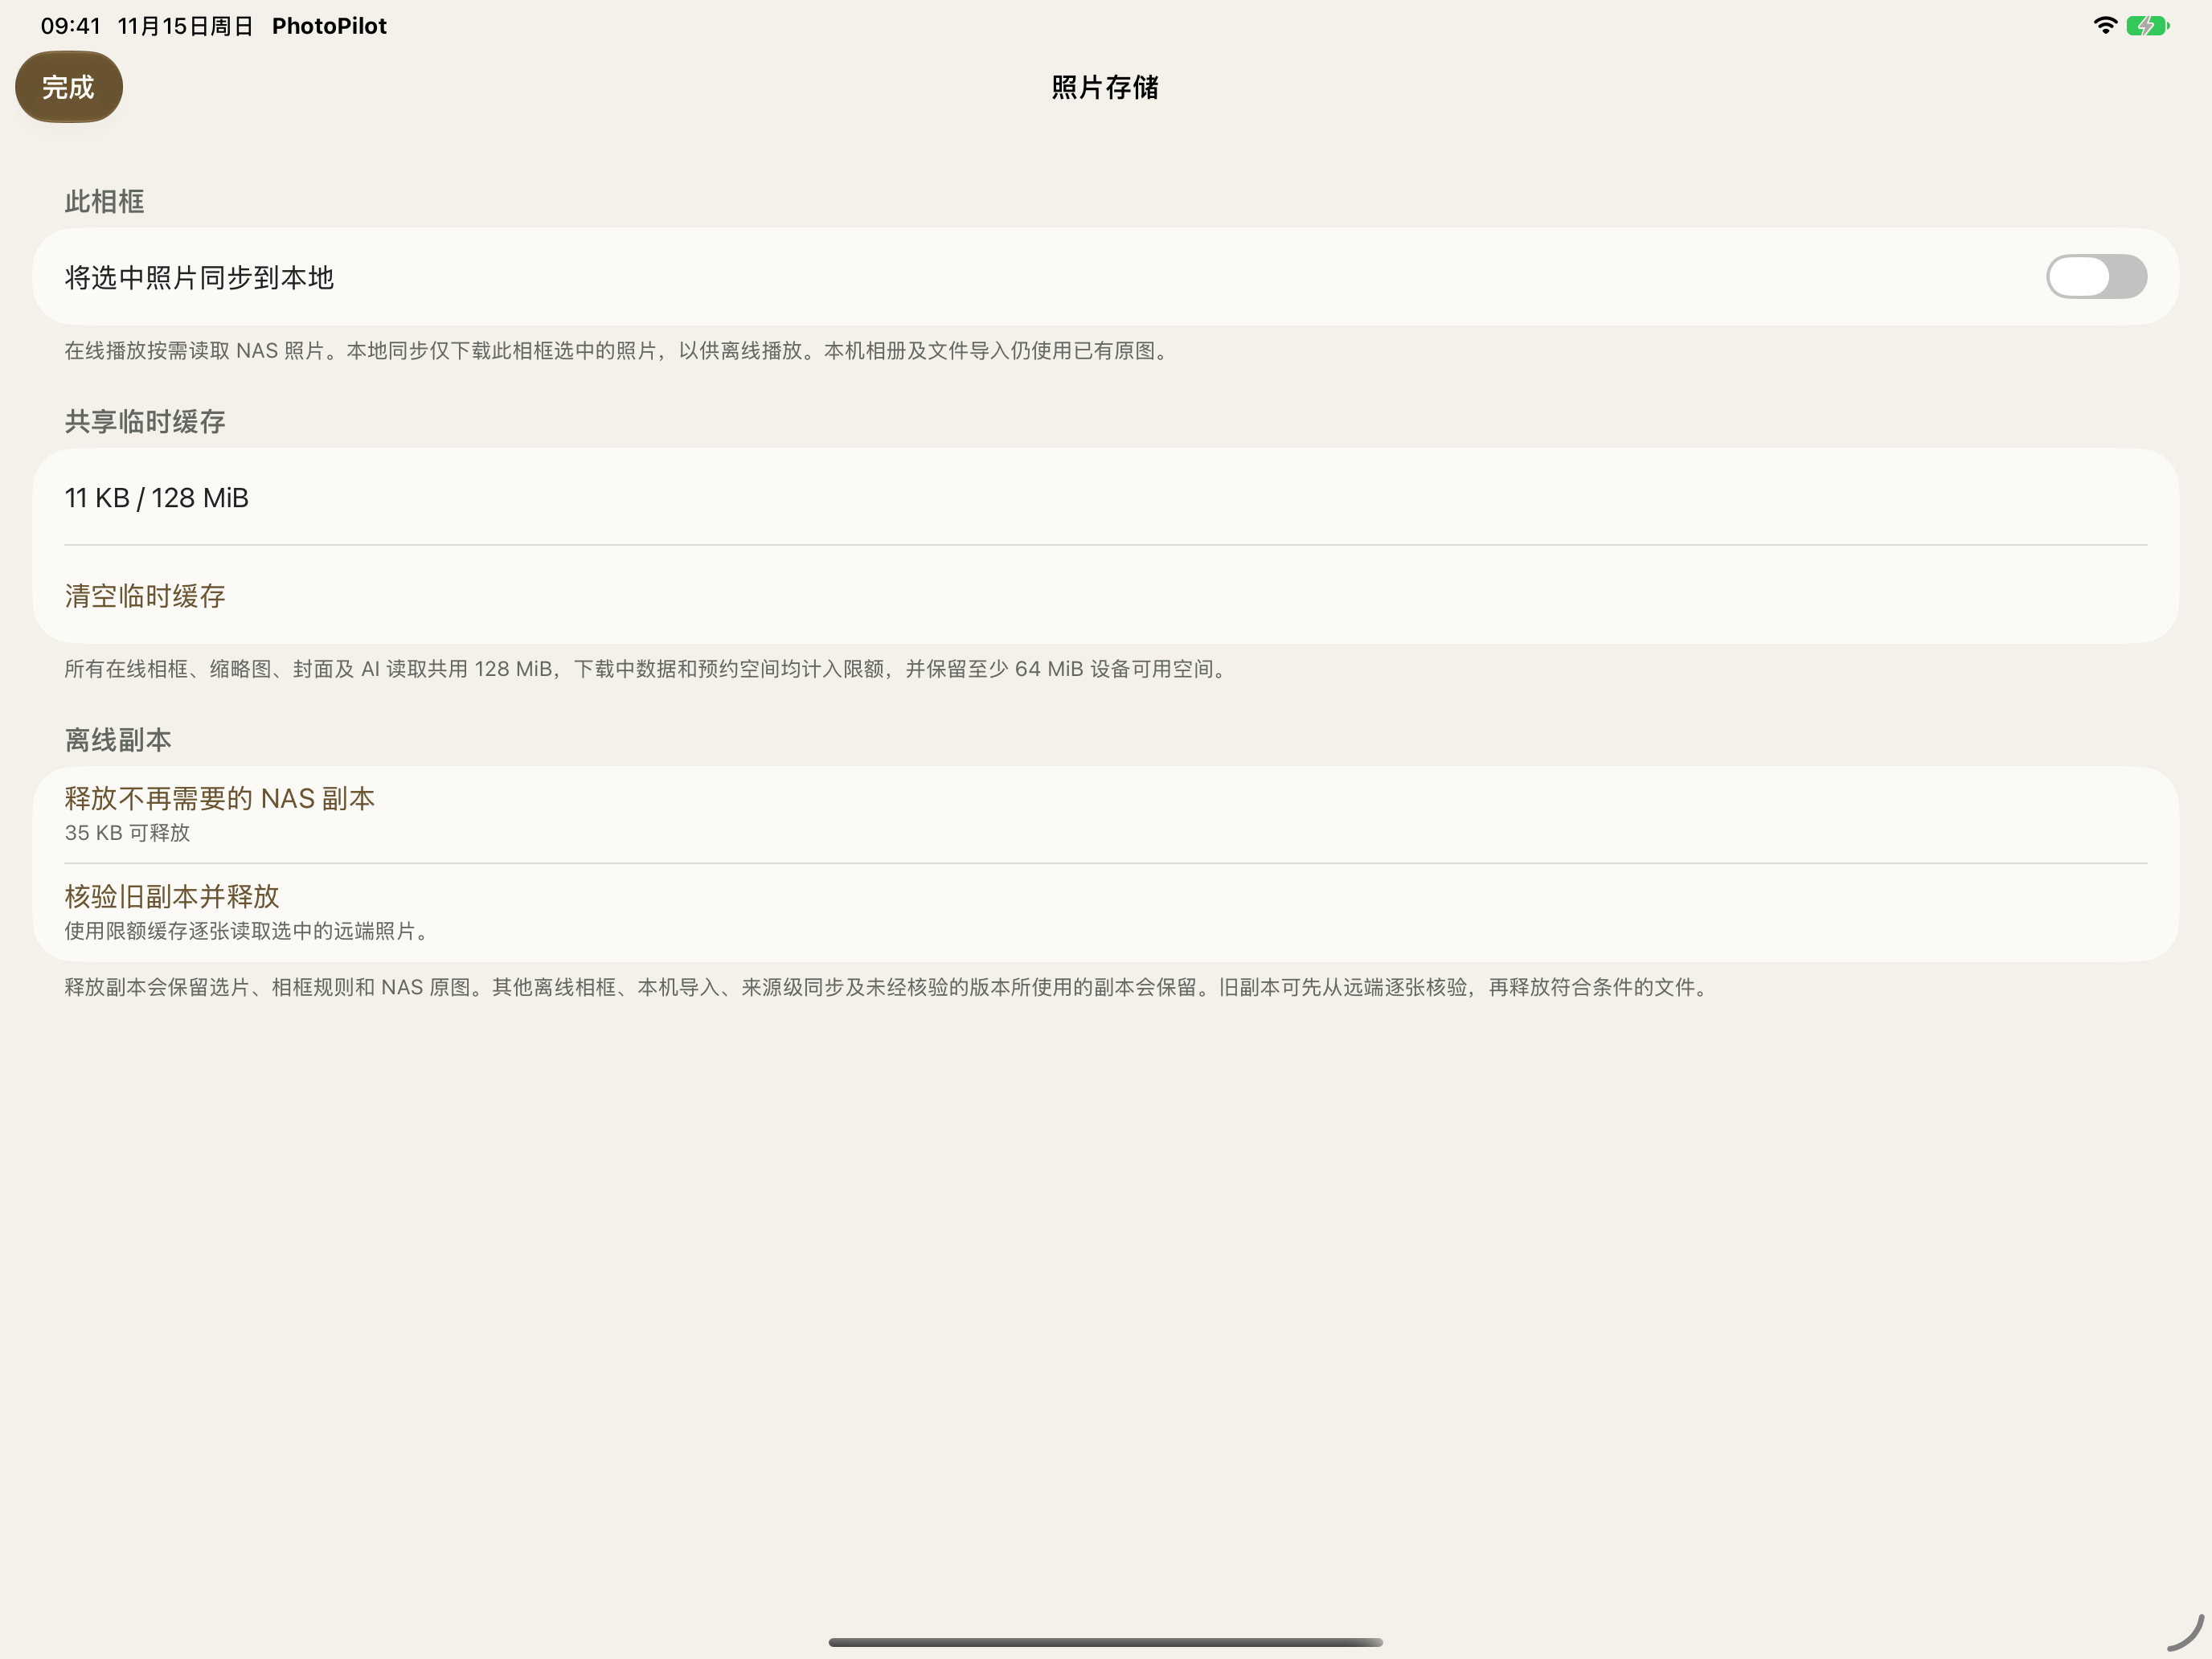 09:41 11月15日周日 PhotoPilot
完成
照片存储
此相框
将选中照片同步到本地
在线播放按需读取 NAS 照片。本地同步仅下载此相框选中的照片，以供离线播放。本机相册及文件导入仍使用已有原图。
共享临时缓存
11 KB / 128 MiB
清空临时缓存
所有在线相框、缩略图、封面及 AI 读取共用 128 MiB，下载中数据和预约空间均计入限额，并保留至少 64 MiB 设备可用空间。
离线副本
释放不再需要的 NAS 副本
35 KB 可释放
核验旧副本并释放
使用限额缓存逐张读取选中的远端照片。
释放副本会保留选片、相框规则和 NAS 原图。其他离线相框、本机导入、来源级同步及未经核验的版本所使用的副本会保留。旧副本可先从远端逐张核验，再释放符合条件的文件。